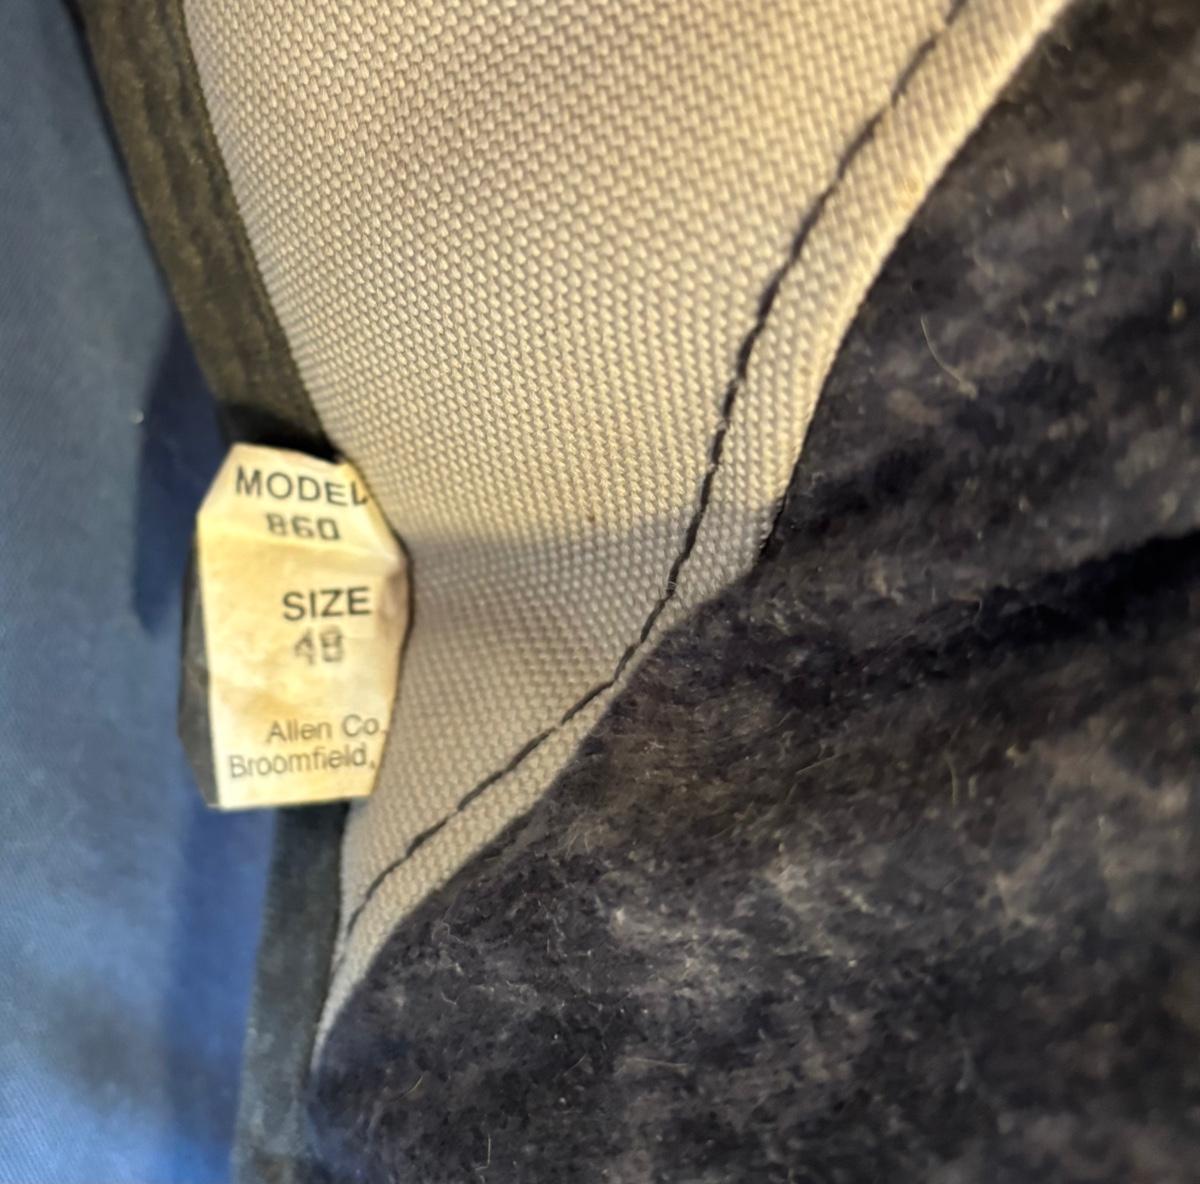 MODEL
860
SIZE
48
Allen Co.
Broomfield,